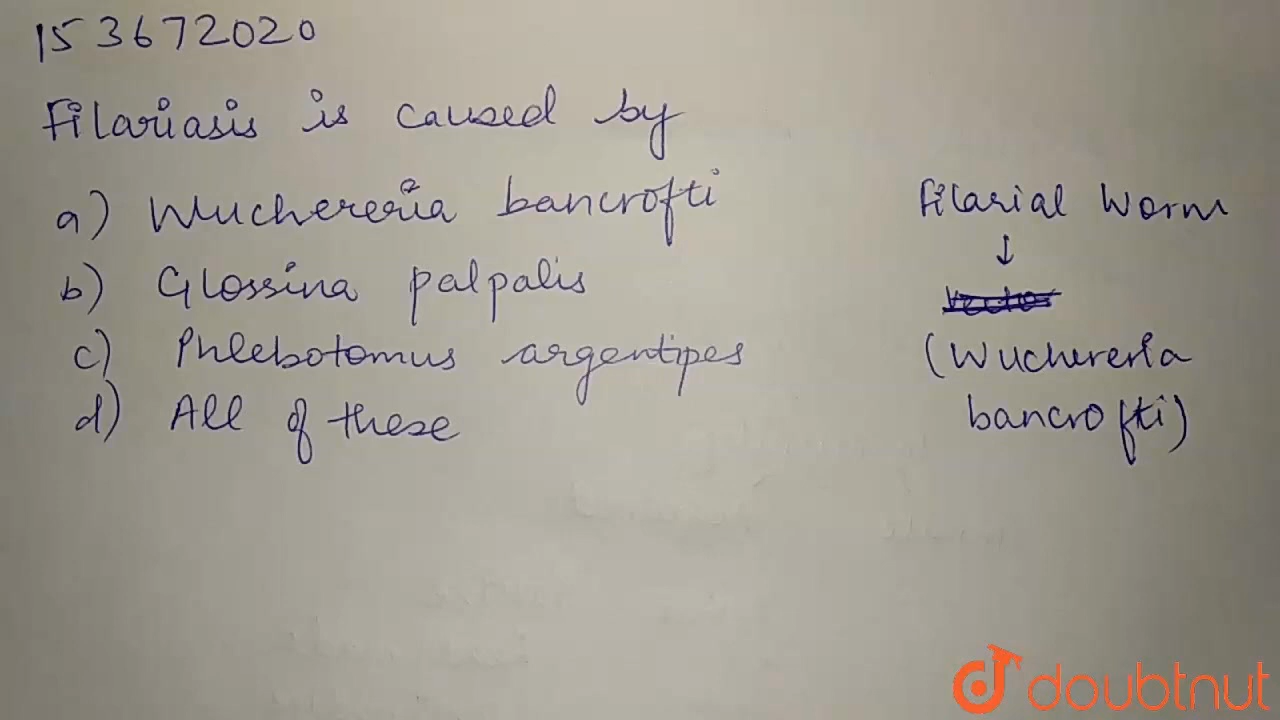 153672020
Filariasis is caused by
a) Wuchereria bancrofti
b) Glossina palpalis
c) Phlebotomus argentipes
d) All of these
Filarial Worm
↓
vector
(Wuchereria
bancrofti)
doubtnut